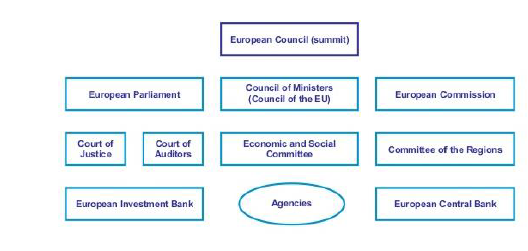 European Council (summit)
European Parliament
Council of Ministers
(Council of the EU)
European Commission
Court of
Justice
Court of
Auditors
Economic and Social
Committee
Committee of the Regions
European Investment Bank
Agencies
European Central Bank